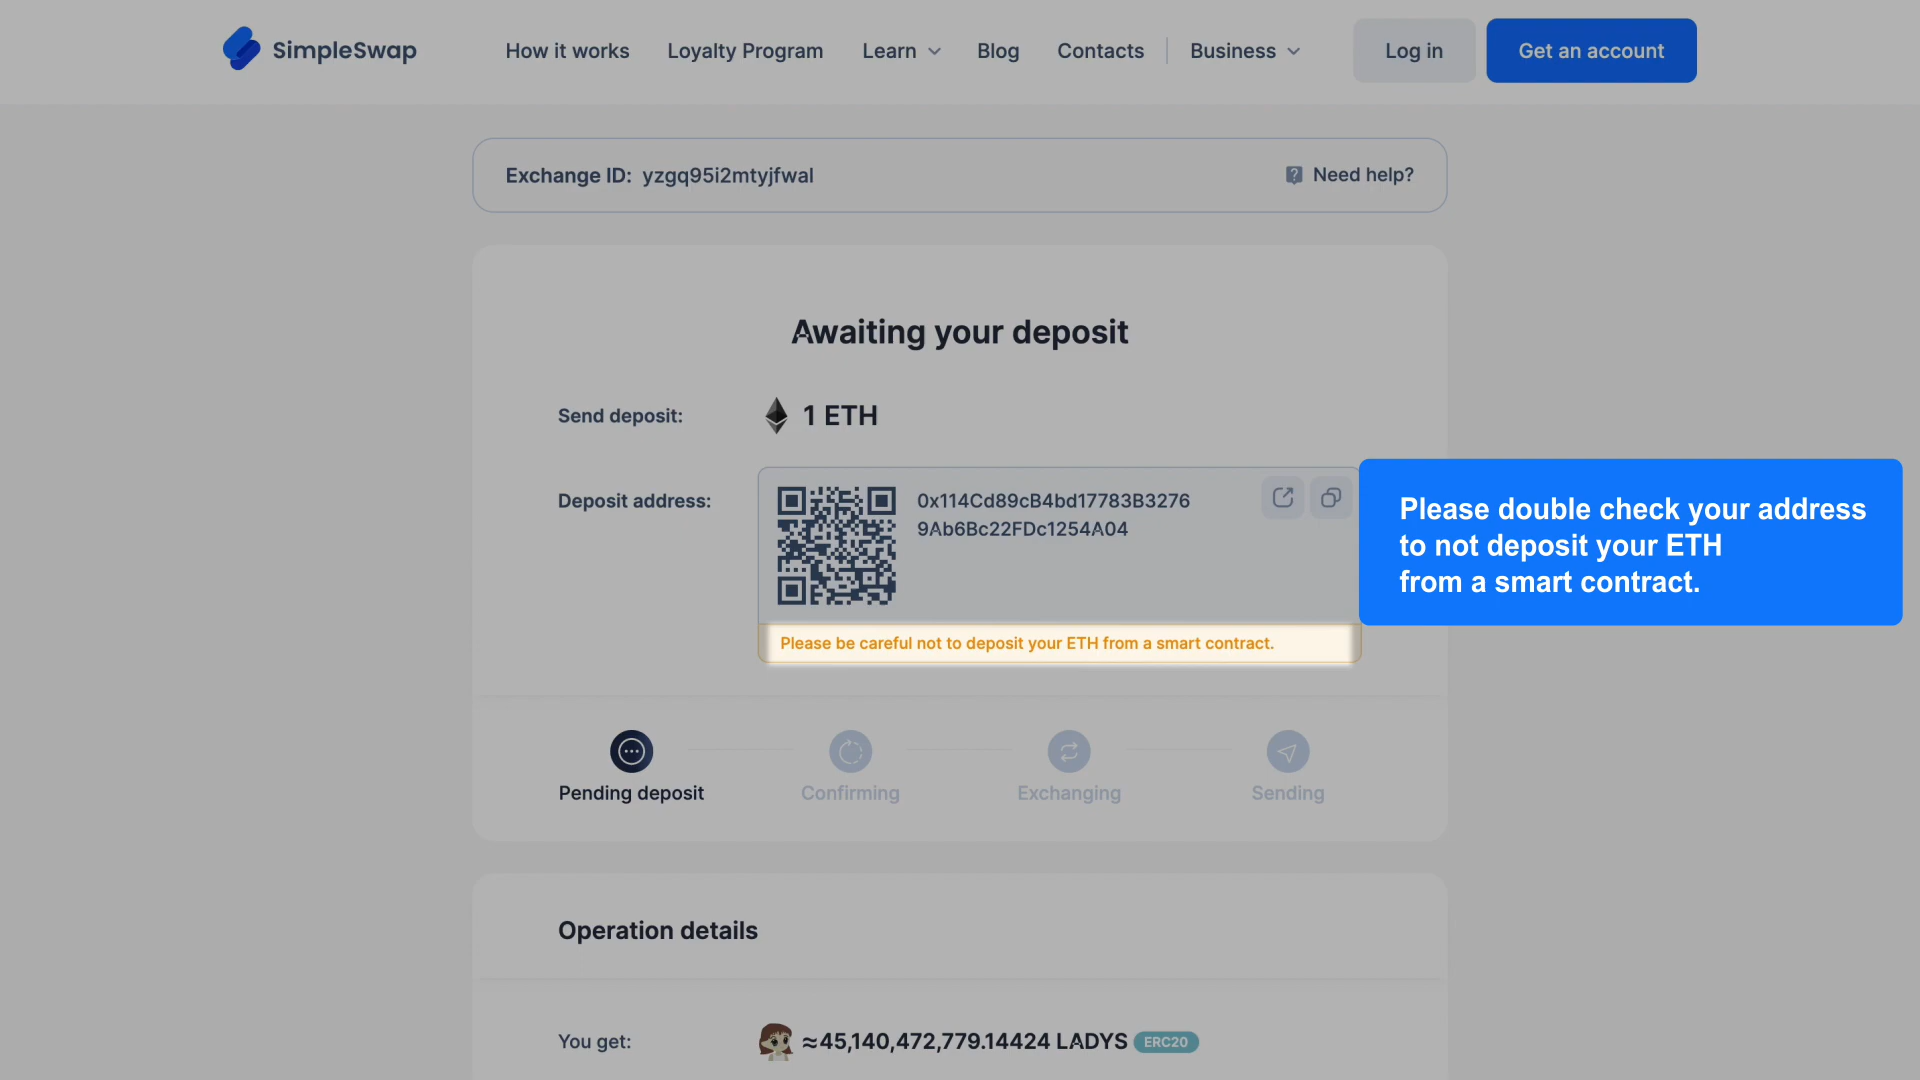 SimpleSwap
How it works
Loyalty Program
Learn
Blog
Contacts
Business
Log in
Get an account
Exchange ID: yzgq95i2mtyjfwal
Need help?
Awaiting your deposit
Send deposit:
1 ETH
Deposit address:
0x114Cd89cB4bd17783B3276
9Ab6Bc22FDc1254A04
Please double check your address
to not deposit your ETH
from a smart contract.
Please be careful not to deposit your ETH from a smart contract.
Pending deposit
Confirming
Exchanging
Sending
Operation details
You get:
≈45,140,472,779.14424 LADYS ERC20